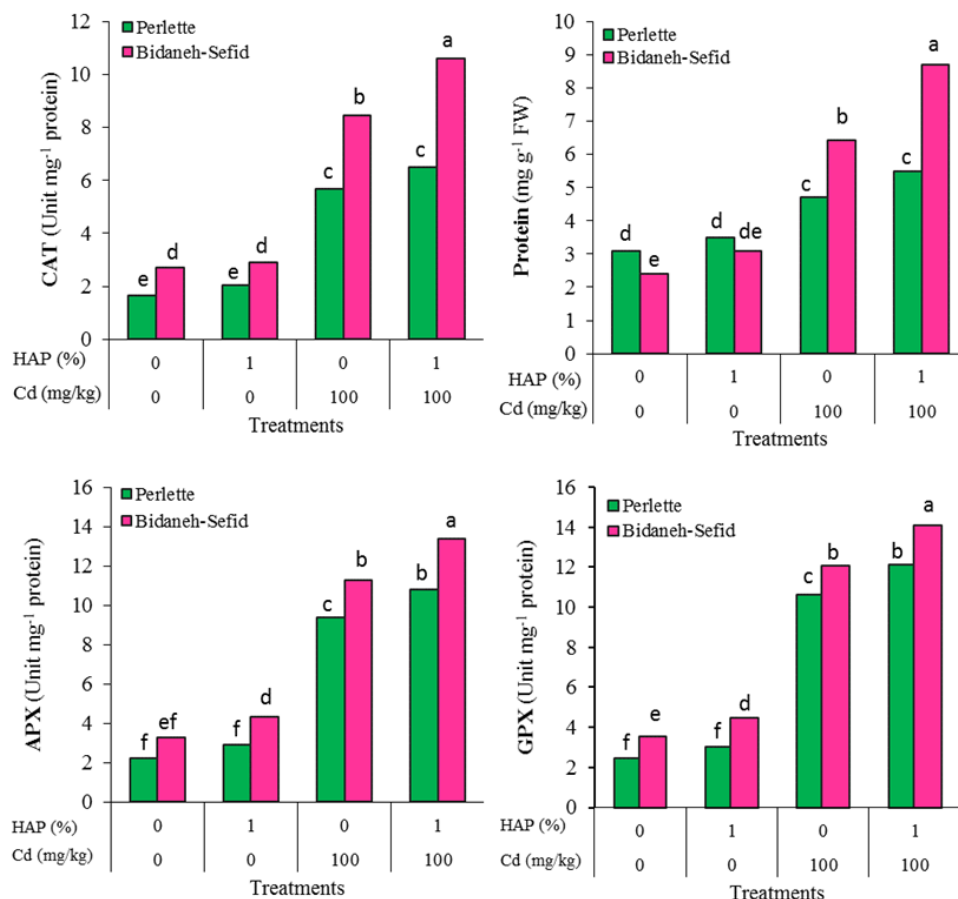 12
10
8
6
4
2
0
CAT (Unit mg⁻¹ protein)
Perlette
Bidaneh-Sefid
e d e d c b c a
HAP (%) 0 1 0 1
Cd (mg/kg) 0 0 100 100
Treatments
10
9
8
7
6
5
4
3
2
1
0
Protein (mg g⁻¹ FW)
Perlette
Bidaneh-Sefid
d e d de c b c a
HAP (%) 0 1 0 1
Cd (mg/kg) 0 0 100 100
Treatments
16
14
12
10
8
6
4
2
0
APX (Unit mg⁻¹ protein)
Perlette
Bidaneh-Sefid
f ef f d c b b a
HAP (%) 0 1 0 1
Cd (mg/kg) 0 0 100 100
Treatments
16
14
12
10
8
6
4
2
0
GPX (Unit mg⁻¹ protein)
Perlette
Bidaneh-Sefid
f e f d c b b a
HAP (%) 0 1 0 1
Cd (mg/kg) 0 0 100 100
Treatments